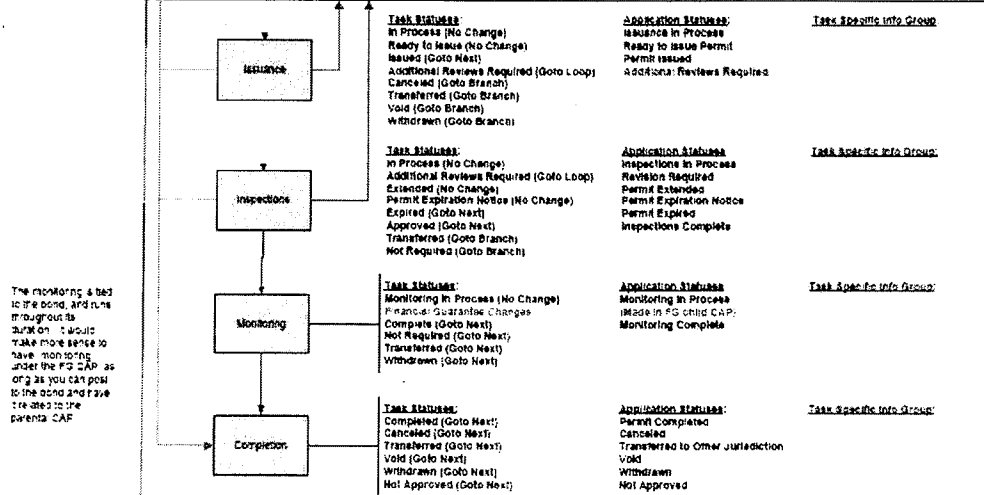 Task Statuses:
In Process (No Change)
Ready to Issue (No Change)
Issued (Goto Next)
Additional Reviews Required (Goto Loop)
Canceled (Goto Branch)
Transferred (Goto Branch)
Void (Goto Branch)
Withdrawn (Goto Branch)
Application Statuses:
Issuance in Process
Ready to Issue Permit
Permit Issued
Additional Reviews Required
Task Specific Info Group
Issuance
Task Statuses:
In Process (No Change)
Additional Reviews Required (Goto Loop)
Extended (No Change)
Permit Expiration Notice (No Change)
Expired (Goto Next)
Approved (Goto Next)
Transferred (Goto Branch)
Not Required (Goto Branch)
Application Statuses
Inspections in Process
Revision Required
Permit Extended
Permit Expiration Notice
Permit Expired
Inspections Complete
Task Specific Info Group:
Inspections
The monitoring is tied
to the bond, and runs
throughout its
duration. It would
make more sense to
have monitoring
under the FG CAP, as
long as you can post
to the bond and have
it related to the
parental CAP
Monitoring
Task Statuses:
Monitoring in Process (No Change)
Financial Guarantee Changes
Complete (Goto Next)
Not Required (Goto Next)
Transferred (Goto Next)
Withdrawn (Goto Next)
Application Statuses
Monitoring in Process
(Made in FG child CAP)
Monitoring Complete
Task Specific Info Group:
Completion
Task Statuses:
Completed (Goto Next)
Canceled (Goto Next)
Transferred (Goto Next)
Void (Goto Next)
Withdrawn (Goto Next)
Not Approved (Goto Next)
Application Statuses:
Permit Completed
Canceled
Transferred to Other Jurisdiction
Void
Withdrawn
Not Approved
Task Specific Info Group: